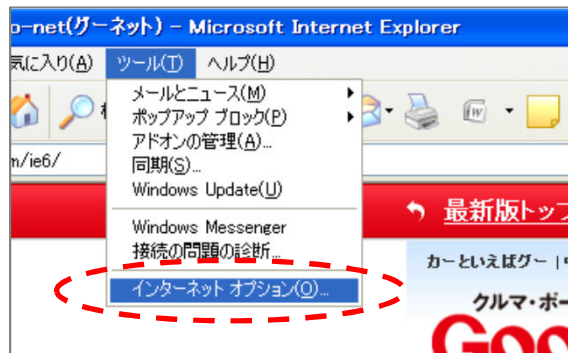 o-net(グーネット) - Microsoft Internet Explorer
気に入り(A) ツール(T) ヘルプ(H)
メールとニュース(M)
ポップアップ ブロック(P)
アドオンの管理(A)...
同期(S)...
Windows Update(U)
n/ie6/
Windows Messenger
接続の問題の診断...
インターネット オプション(O)...
最新版トップ
かーといえばグー |
クルマ・ボー
Goo